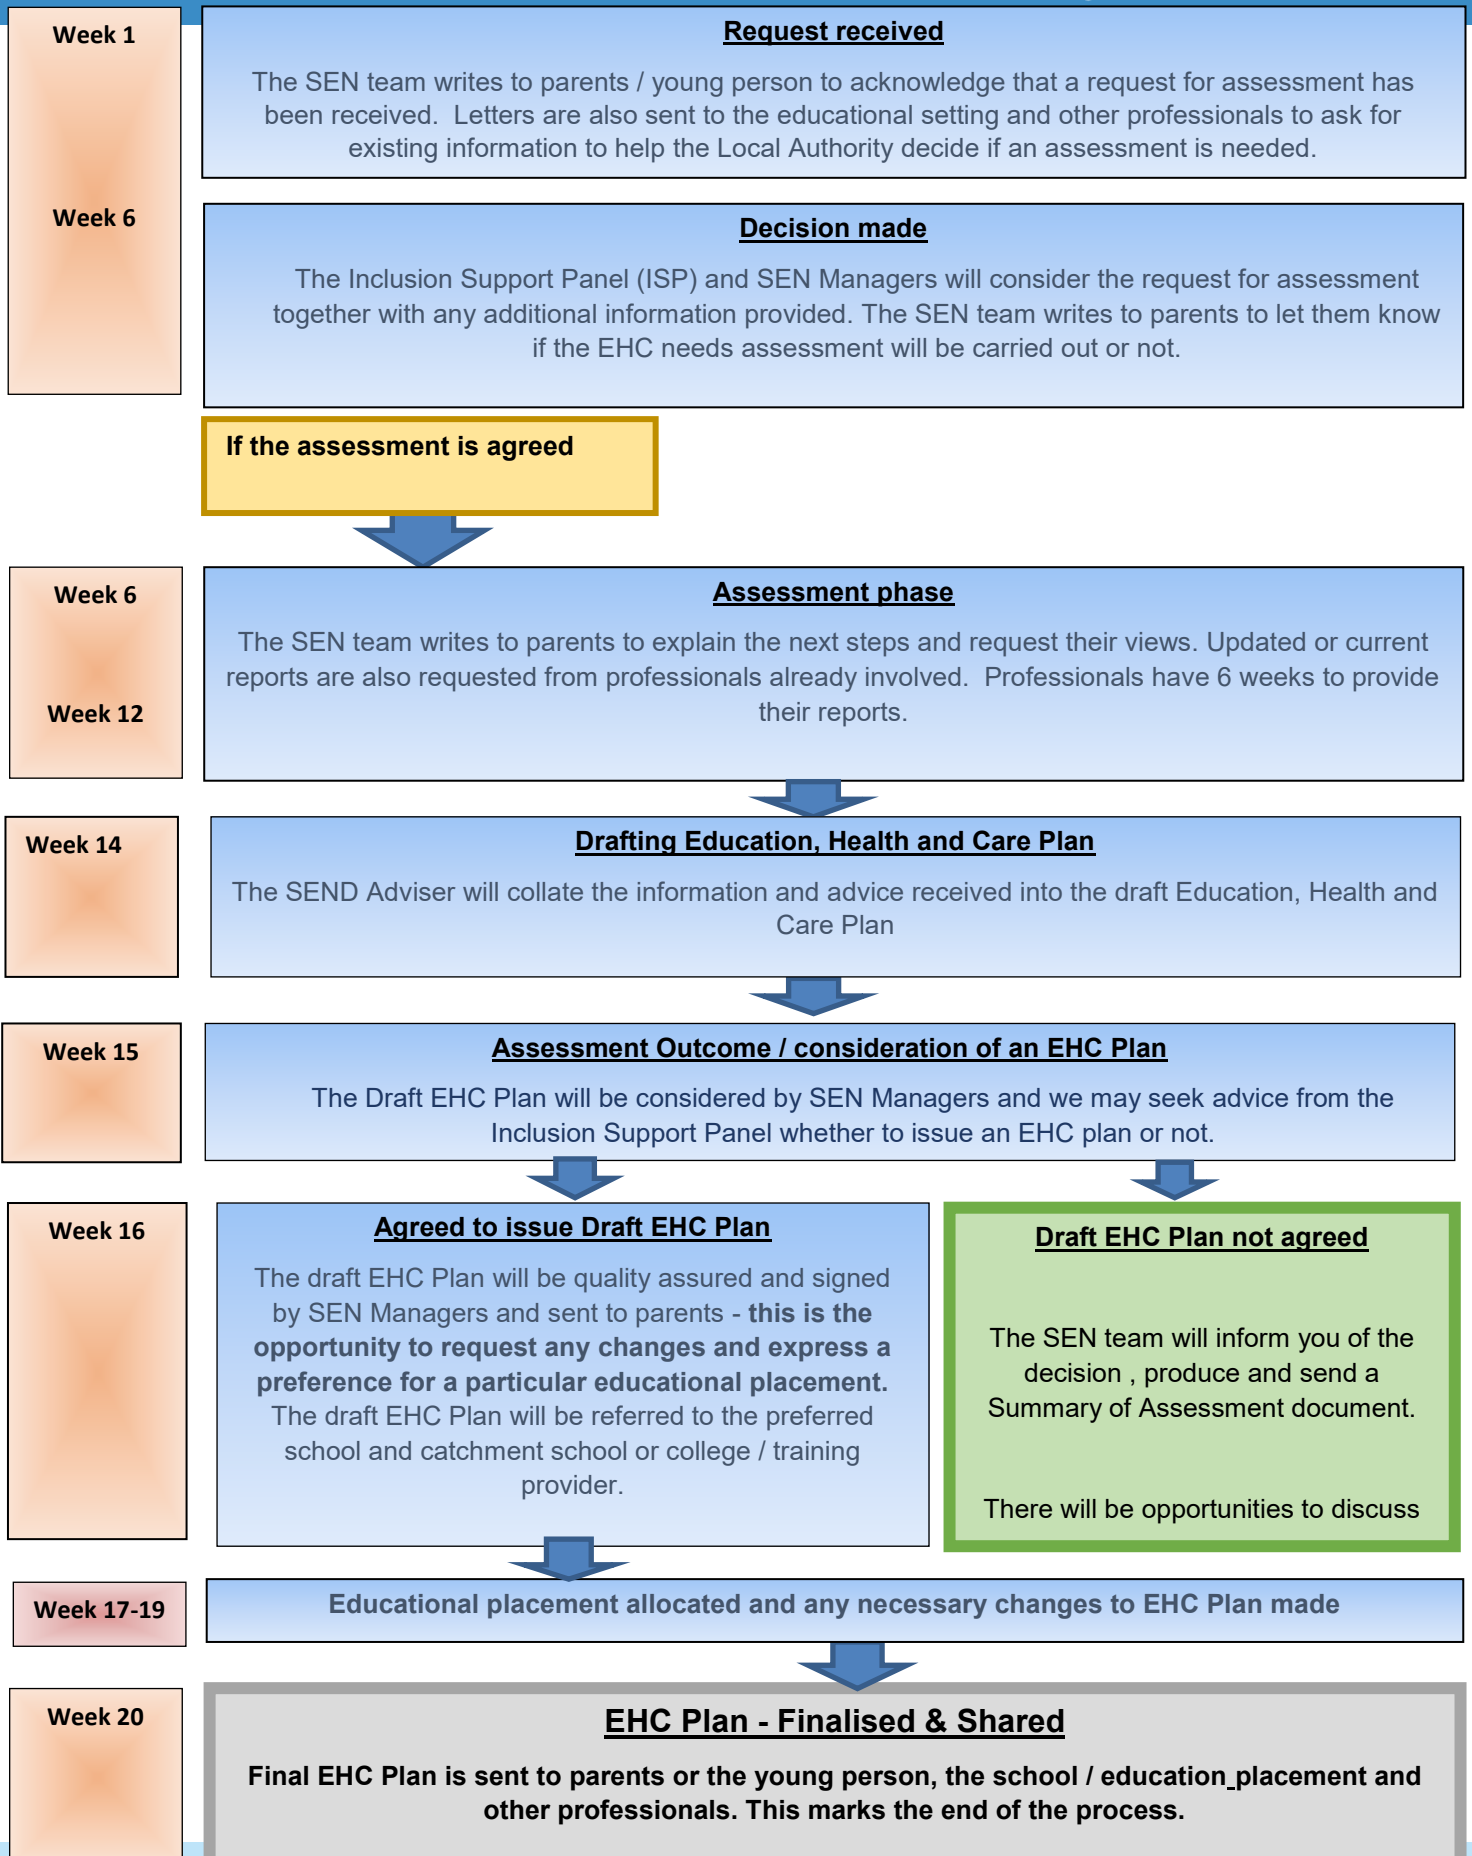 Week 1
Request received
The SEN team writes to parents / young person to acknowledge that a request for assessment has
been received.  Letters are also sent to the educational setting and other professionals to ask for
existing information to help the Local Authority decide if an assessment is needed.
Week 6
Decision made
The Inclusion Support Panel (ISP) and SEN Managers will consider the request for assessment
together with any additional information provided. The SEN team writes to parents to let them know
if the EHC needs assessment will be carried out or not.
If the assessment is agreed
Week 6
Week 12
Assessment phase
The SEN team writes to parents to explain the next steps and request their views. Updated or current
reports are also requested from professionals already involved.  Professionals have 6 weeks to provide
their reports.
Week 14
Drafting Education, Health and Care Plan
The SEND Adviser will collate the information and advice received into the draft Education, Health and
Care Plan
Week 15
Assessment Outcome / consideration of an EHC Plan
The Draft EHC Plan will be considered by SEN Managers and we may seek advice from the
Inclusion Support Panel whether to issue an EHC plan or not.
Week 16
Agreed to issue Draft EHC Plan
The draft EHC Plan will be quality assured and signed
by SEN Managers and sent to parents - this is the
opportunity to request any changes and express a
preference for a particular educational placement.
The draft EHC Plan will be referred to the preferred
school and catchment school or college / training
provider.
Draft EHC Plan not agreed
The SEN team will inform you of the
decision , produce and send a
Summary of Assessment document.
There will be opportunities to discuss
Week 17-19
Educational placement allocated and any necessary changes to EHC Plan made
Week 20
EHC Plan - Finalised & Shared
Final EHC Plan is sent to parents or the young person, the school / education placement and
other professionals. This marks the end of the process.